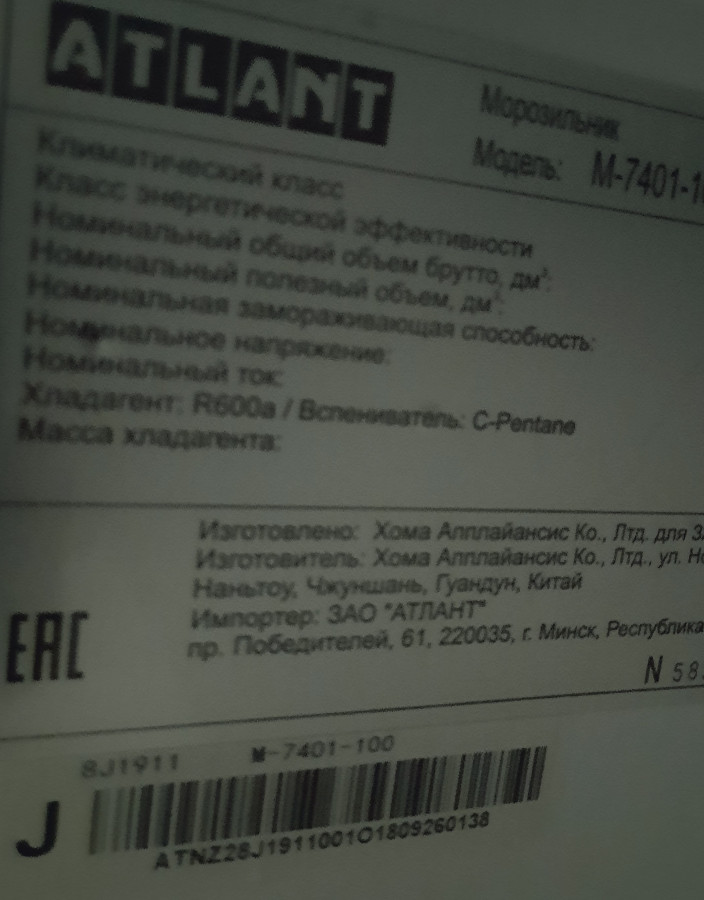 ATLANT
Морозильник
Модель: М-7401-10
Климатический класс
Класс энергетической эффективности
Номинальный общий объем брутто, дм³:
Номинальный полезный объем, дм³:
Номинальная замораживающая способность:
Номинальное напряжение:
Номинальный ток:
Хладагент: R600a / Вспениватель: C-Pentane
Масса хладагента:
Изготовлено: Хома Апплайансис Ко., Лтд. для З
Изготовитель: Хома Апплайансис Ко., Лтд., ул. Н
Наньтоу, Чжуншань, Гуандун, Китай
Импортер: ЗАО "АТЛАНТ"
пр. Победителей, 61, 220035, г. Минск, Республика
EAC
N 58
8J1911 M-7401-100
J
ATNZ28J1911001O1809260138